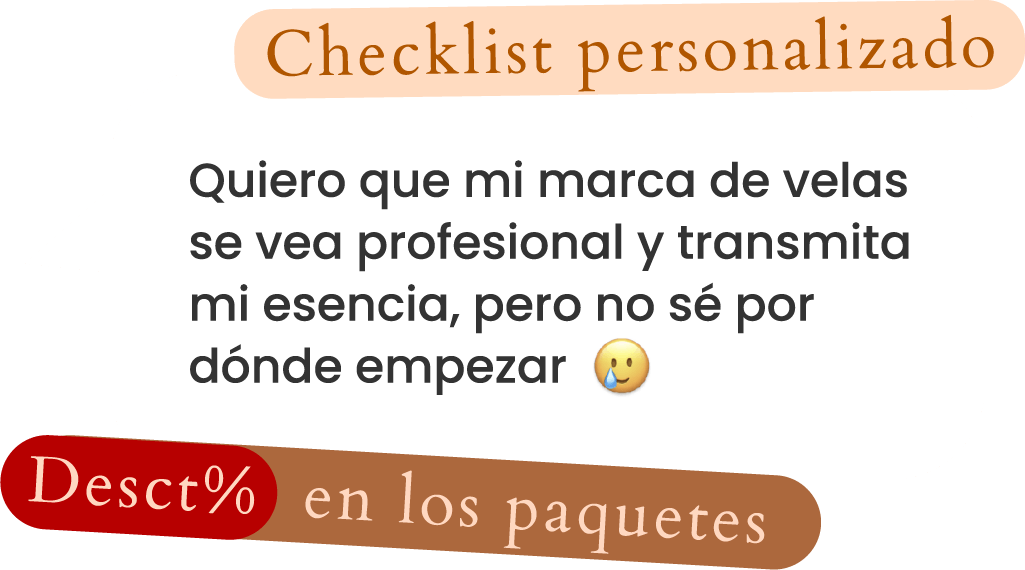 Checklist personalizado
Quiero que mi marca de velas
se vea profesional y transmita
mi esencia, pero no sé por
dónde empezar 🥲
Desct% en los paquetes